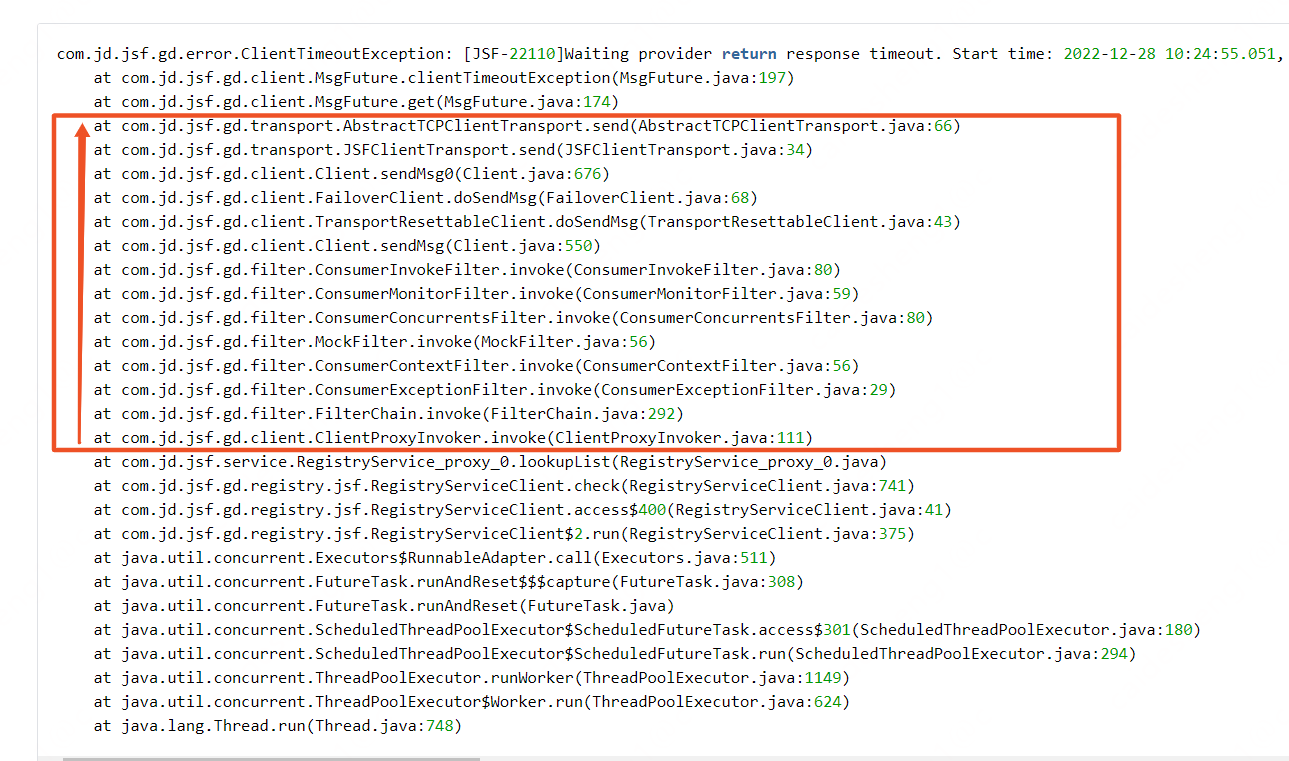 com.jd.jsf.gd.error.ClientTimeoutException: [JSF-22110]Waiting provider return response timeout. Start time: 2022-12-28 10:24:55.051,
at com.jd.jsf.gd.client.MsgFuture.clientTimeoutException(MsgFuture.java:197)
at com.jd.jsf.gd.client.MsgFuture.get(MsgFuture.java:174)
at com.jd.jsf.gd.transport.AbstractTCPClientTransport.send(AbstractTCPClientTransport.java:66)
at com.jd.jsf.gd.transport.JSFClientTransport.send(JSFClientTransport.java:34)
at com.jd.jsf.gd.client.Client.sendMsg0(Client.java:676)
at com.jd.jsf.gd.client.FailoverClient.doSendMsg(FailoverClient.java:68)
at com.jd.jsf.gd.client.TransportResettableClient.doSendMsg(TransportResettableClient.java:43)
at com.jd.jsf.gd.client.Client.sendMsg(Client.java:550)
at com.jd.jsf.gd.filter.ConsumerInvokeFilter.invoke(ConsumerInvokeFilter.java:80)
at com.jd.jsf.gd.filter.ConsumerMonitorFilter.invoke(ConsumerMonitorFilter.java:59)
at com.jd.jsf.gd.filter.ConsumerConcurrentsFilter.invoke(ConsumerConcurrentsFilter.java:80)
at com.jd.jsf.gd.filter.MockFilter.invoke(MockFilter.java:56)
at com.jd.jsf.gd.filter.ConsumerContextFilter.invoke(ConsumerContextFilter.java:56)
at com.jd.jsf.gd.filter.ConsumerExceptionFilter.invoke(ConsumerExceptionFilter.java:29)
at com.jd.jsf.gd.filter.FilterChain.invoke(FilterChain.java:292)
at com.jd.jsf.gd.client.ClientProxyInvoker.invoke(ClientProxyInvoker.java:111)
at com.jd.jsf.service.RegistryService_proxy_0.lookupList(RegistryService_proxy_0.java)
at com.jd.jsf.gd.registry.jsf.RegistryServiceClient.check(RegistryServiceClient.java:741)
at com.jd.jsf.gd.registry.jsf.RegistryServiceClient.access$400(RegistryServiceClient.java:41)
at com.jd.jsf.gd.registry.jsf.RegistryServiceClient$2.run(RegistryServiceClient.java:375)
at java.util.concurrent.Executors$RunnableAdapter.call(Executors.java:511)
at java.util.concurrent.FutureTask.runAndReset$$$capture(FutureTask.java:308)
at java.util.concurrent.FutureTask.runAndReset(FutureTask.java)
at java.util.concurrent.ScheduledThreadPoolExecutor$ScheduledFutureTask.access$301(ScheduledThreadPoolExecutor.java:180)
at java.util.concurrent.ScheduledThreadPoolExecutor$ScheduledFutureTask.run(ScheduledThreadPoolExecutor.java:294)
at java.util.concurrent.ThreadPoolExecutor.runWorker(ThreadPoolExecutor.java:1149)
at java.util.concurrent.ThreadPoolExecutor$Worker.run(ThreadPoolExecutor.java:624)
at java.lang.Thread.run(Thread.java:748)